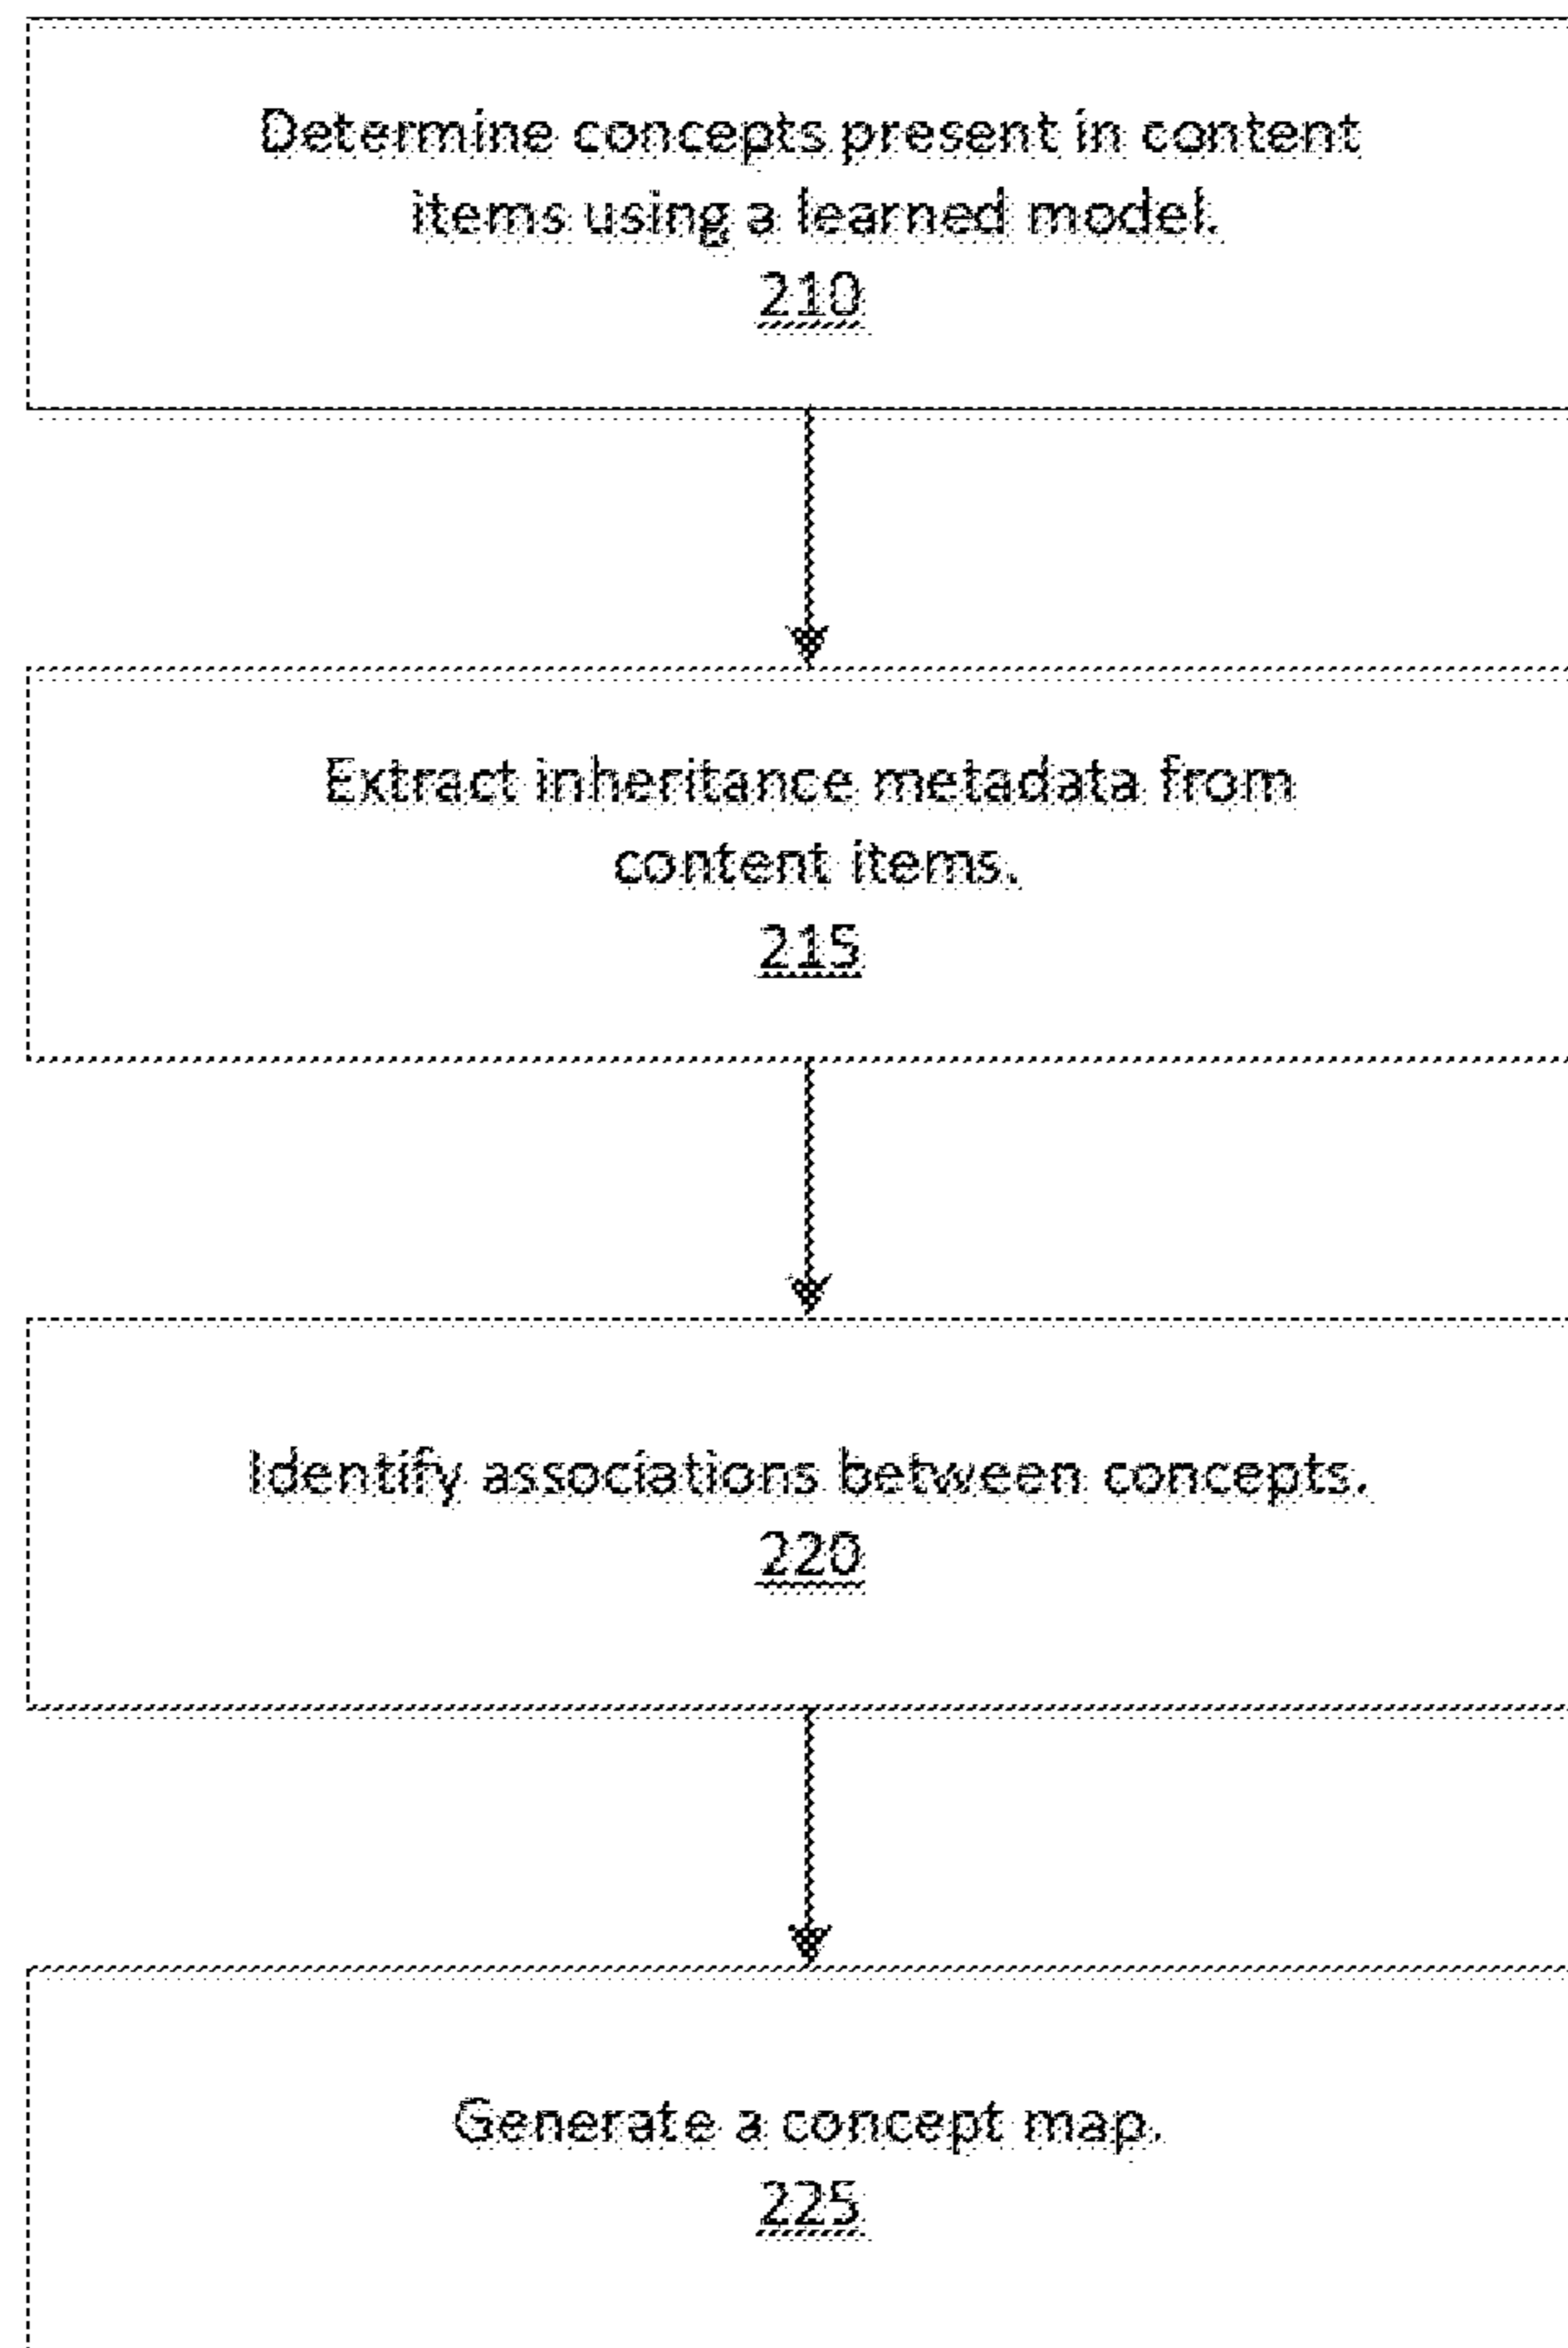 Determine concepts present in content
items using a learned model.
210
Extract inheritance metadata from
content items.
215
Identify associations between concepts.
220
Generate a concept map.
225